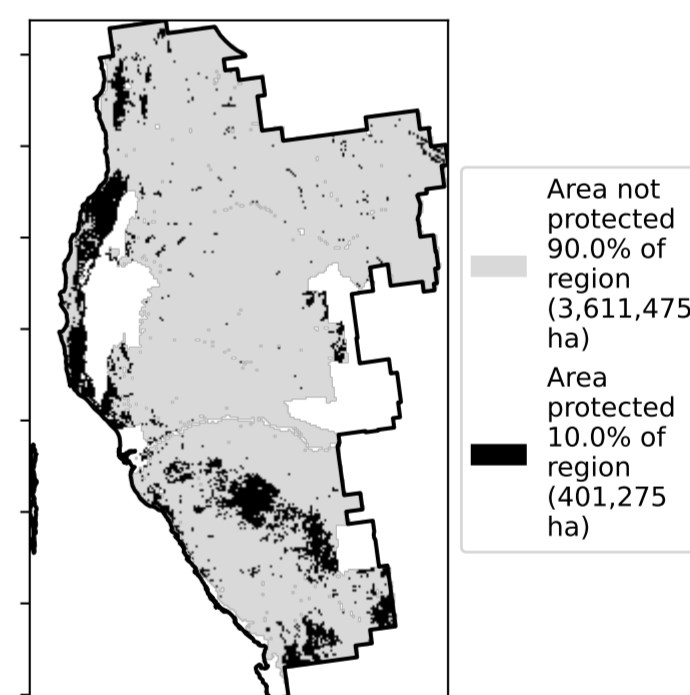 Area not
protected
90.0% of
region
(3,611,475
ha)
Area
protected
10.0% of
region
(401,275
ha)